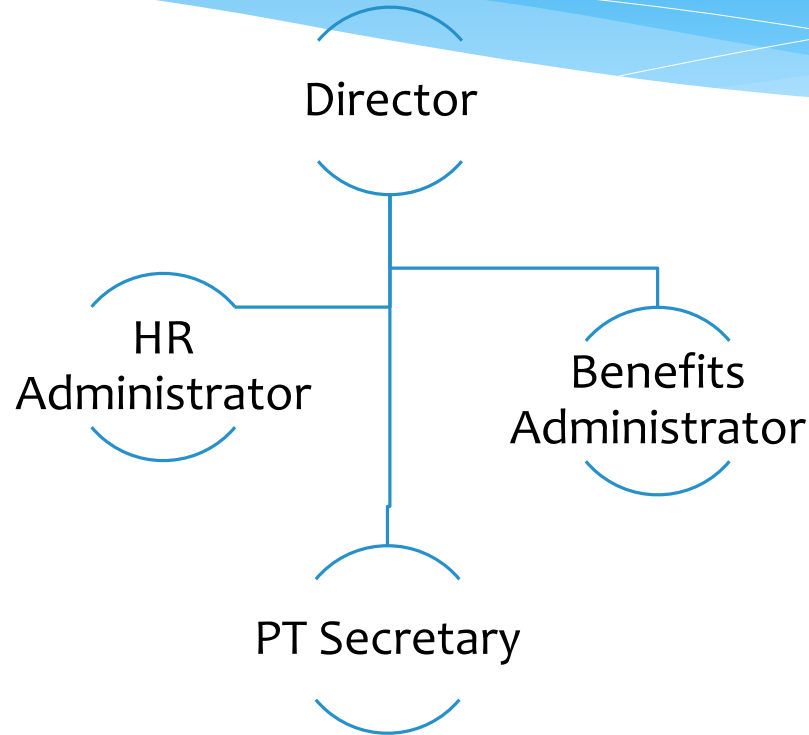 Director
HR
Administrator
Benefits
Administrator
PT Secretary